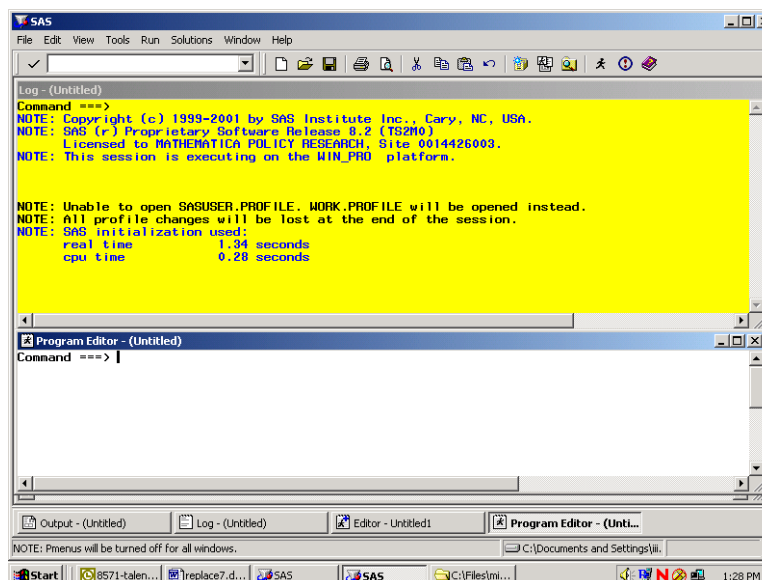 SAS
File Edit View Tools Run Solutions Window Help
Log - (Untitled)
Command ===>
NOTE: Copyright (c) 1999-2001 by SAS Institute Inc., Cary, NC, USA.
NOTE: SAS (r) Proprietary Software Release 8.2 (TS2M0)
Licensed to MATHEMATICA POLICY RESEARCH, Site 0014426003.
NOTE: This session is executing on the WIN_PRO platform.
NOTE: Unable to open SASUSER.PROFILE. WORK.PROFILE will be opened instead.
NOTE: All profile changes will be lost at the end of the session.
NOTE: SAS initialization used:
real time 1.34 seconds
cpu time 0.28 seconds
Program Editor - (Untitled)
Command ===>
Output - (Untitled) Log - (Untitled) Editor - Untitled1 Program Editor - (Unti...
NOTE: Pmenus will be turned off for all windows. C:\Documents and Settings\iii.
Start 8571-talen... replace7.d... SAS SAS C:\Files\mi... 1:28 PM